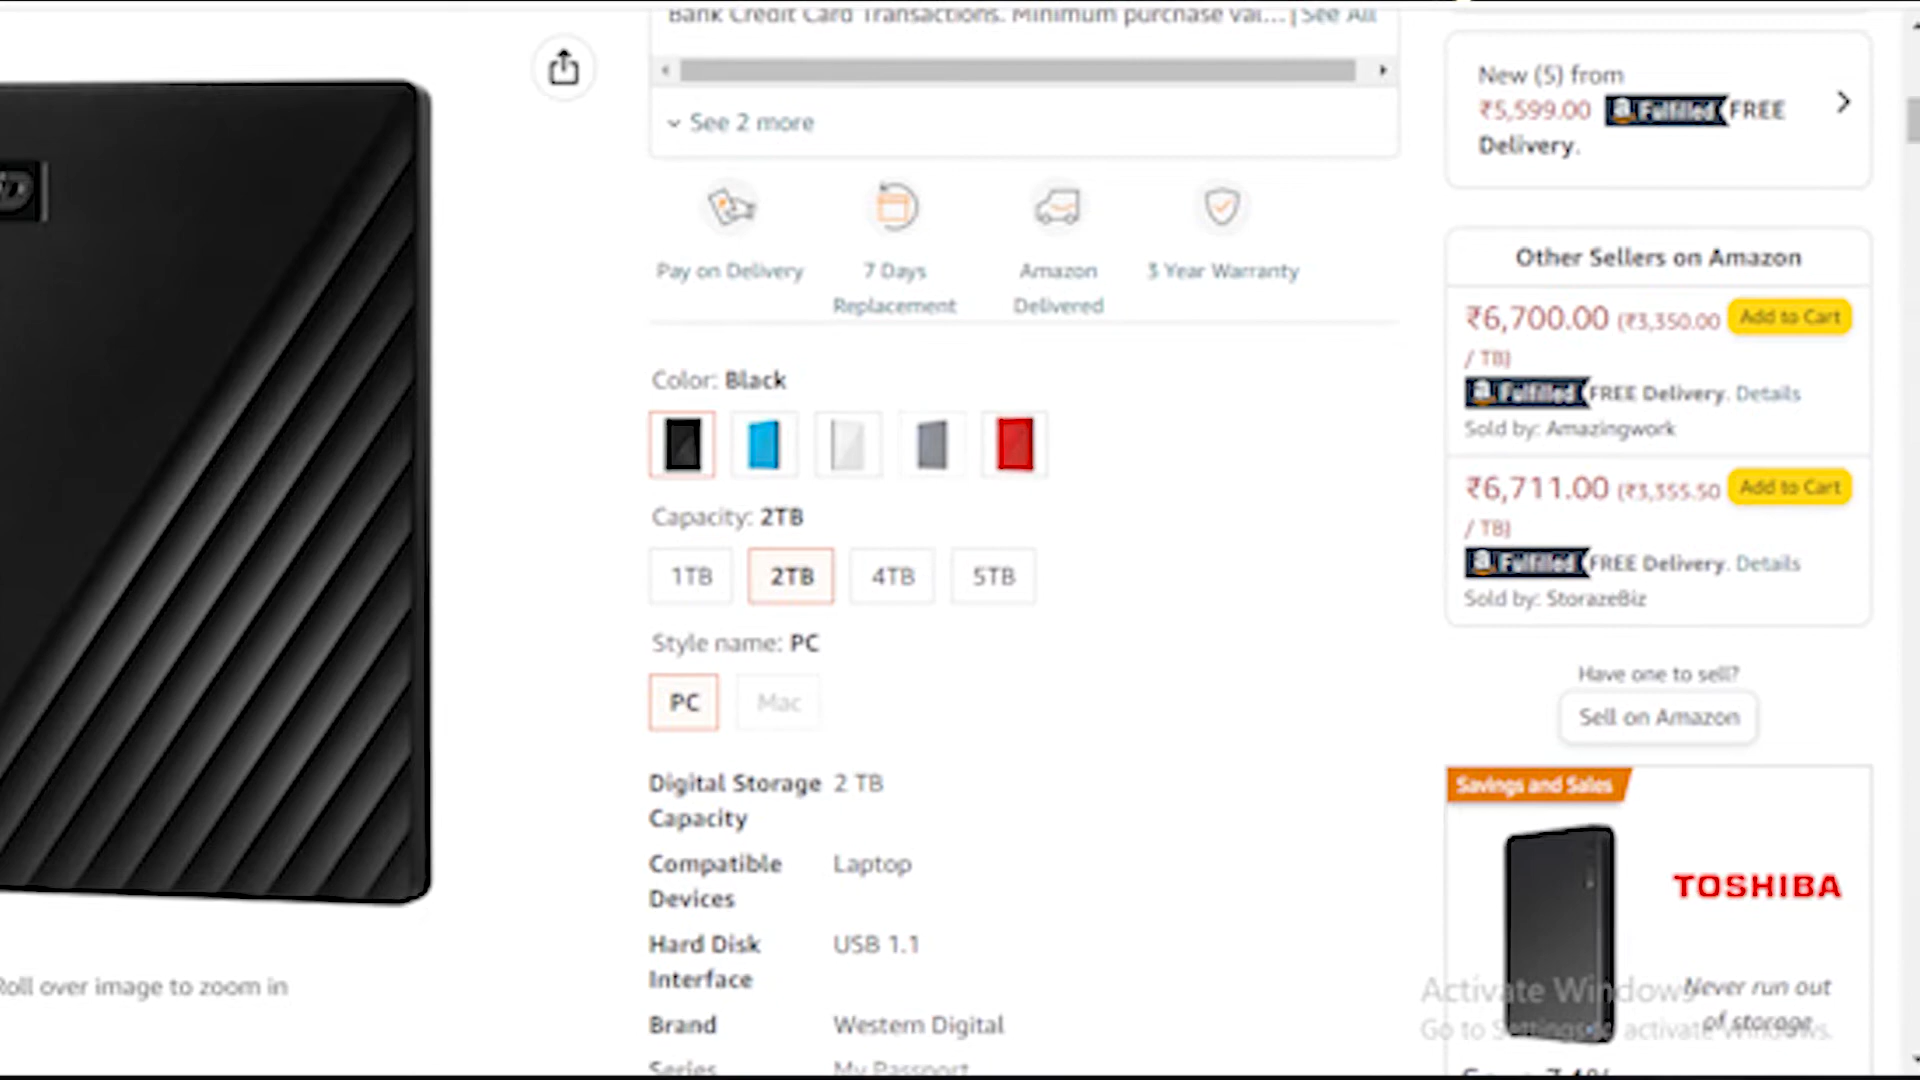 Bank Credit Card Transactions. Minimum purchase val... | See All
See 2 more
Pay on Delivery
7 Days
Replacement
Amazon
Delivered
3 Year Warranty
Color: Black
Capacity: 2TB
1TB
2TB
4TB
5TB
Style name: PC
PC
Mac
Digital Storage 2 TB
Capacity
Compatible Laptop
Devices
Hard Disk USB 1.1
Interface
Brand Western Digital
Series My Passport
Roll over image to zoom in
New (5) from
₹5,599.00 a Fulfilled FREE
Delivery.
Other Sellers on Amazon
₹6,700.00 (₹3,350.00 Add to Cart
/ TB)
a Fulfilled FREE Delivery. Details
Sold by: Amazingwork
₹6,711.00 (₹3,355.50 Add to Cart
/ TB)
a Fulfilled FREE Delivery. Details
Sold by: StorazeBiz
Have one to sell?
Sell on Amazon
Savings and Sales
TOSHIBA
Never run out
of storage
Activate Windows
Go to Settings to activate Windows.